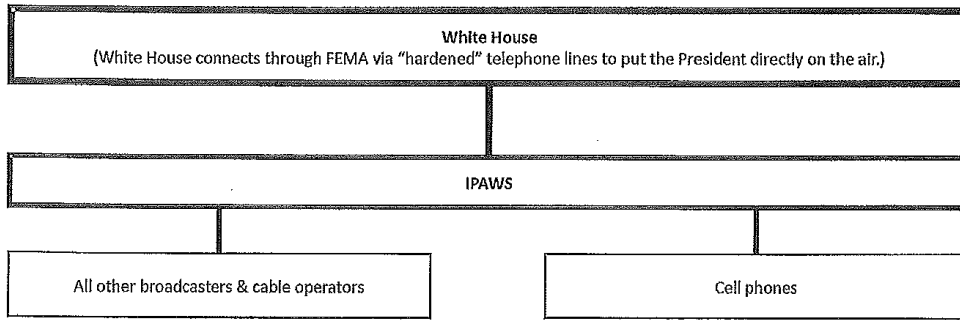 White House
(White House connects through FEMA via “hardened” telephone lines to put the President directly on the air.)
IPAWS
All other broadcasters & cable operators
Cell phones